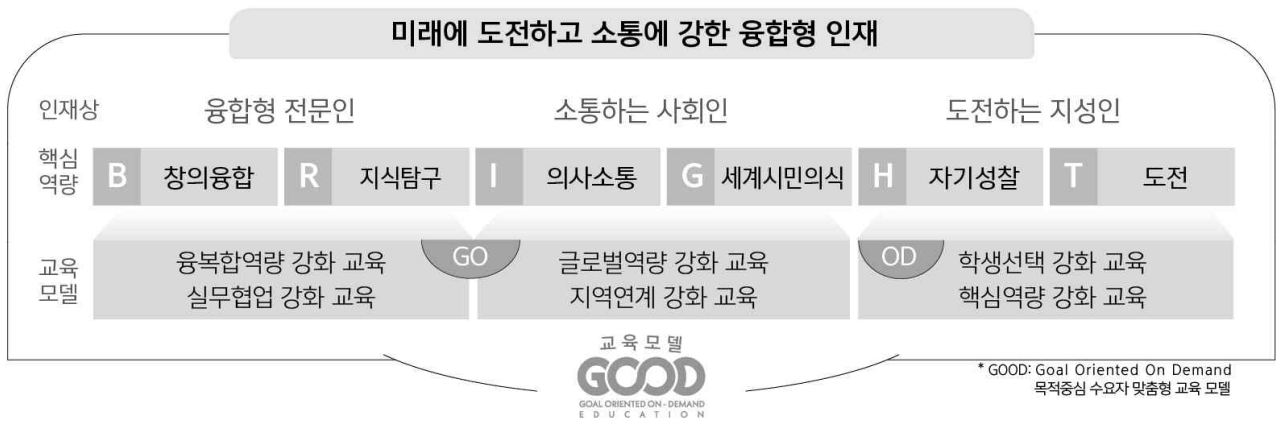 미래에 도전하고 소통에 강한 융합형 인재
인재상 융합형 전문인 소통하는 사회인 도전하는 지성인
핵심
역량
B 창의융합 R 지식탐구 I 의사소통 G 세계시민의식 H 자기성찰 T 도전
교육
모델
융복합역량 강화 교육
실무협업 강화 교육
GO
글로벌역량 강화 교육
지역연계 강화 교육
OD
학생선택 강화 교육
핵심역량 강화 교육
교육모델
GOOD
GOAL ORIENTED ON-DEMAND
EDUCATION
* GOOD: Goal Oriented On Demand
목적중심 수요자 맞춤형 교육 모델